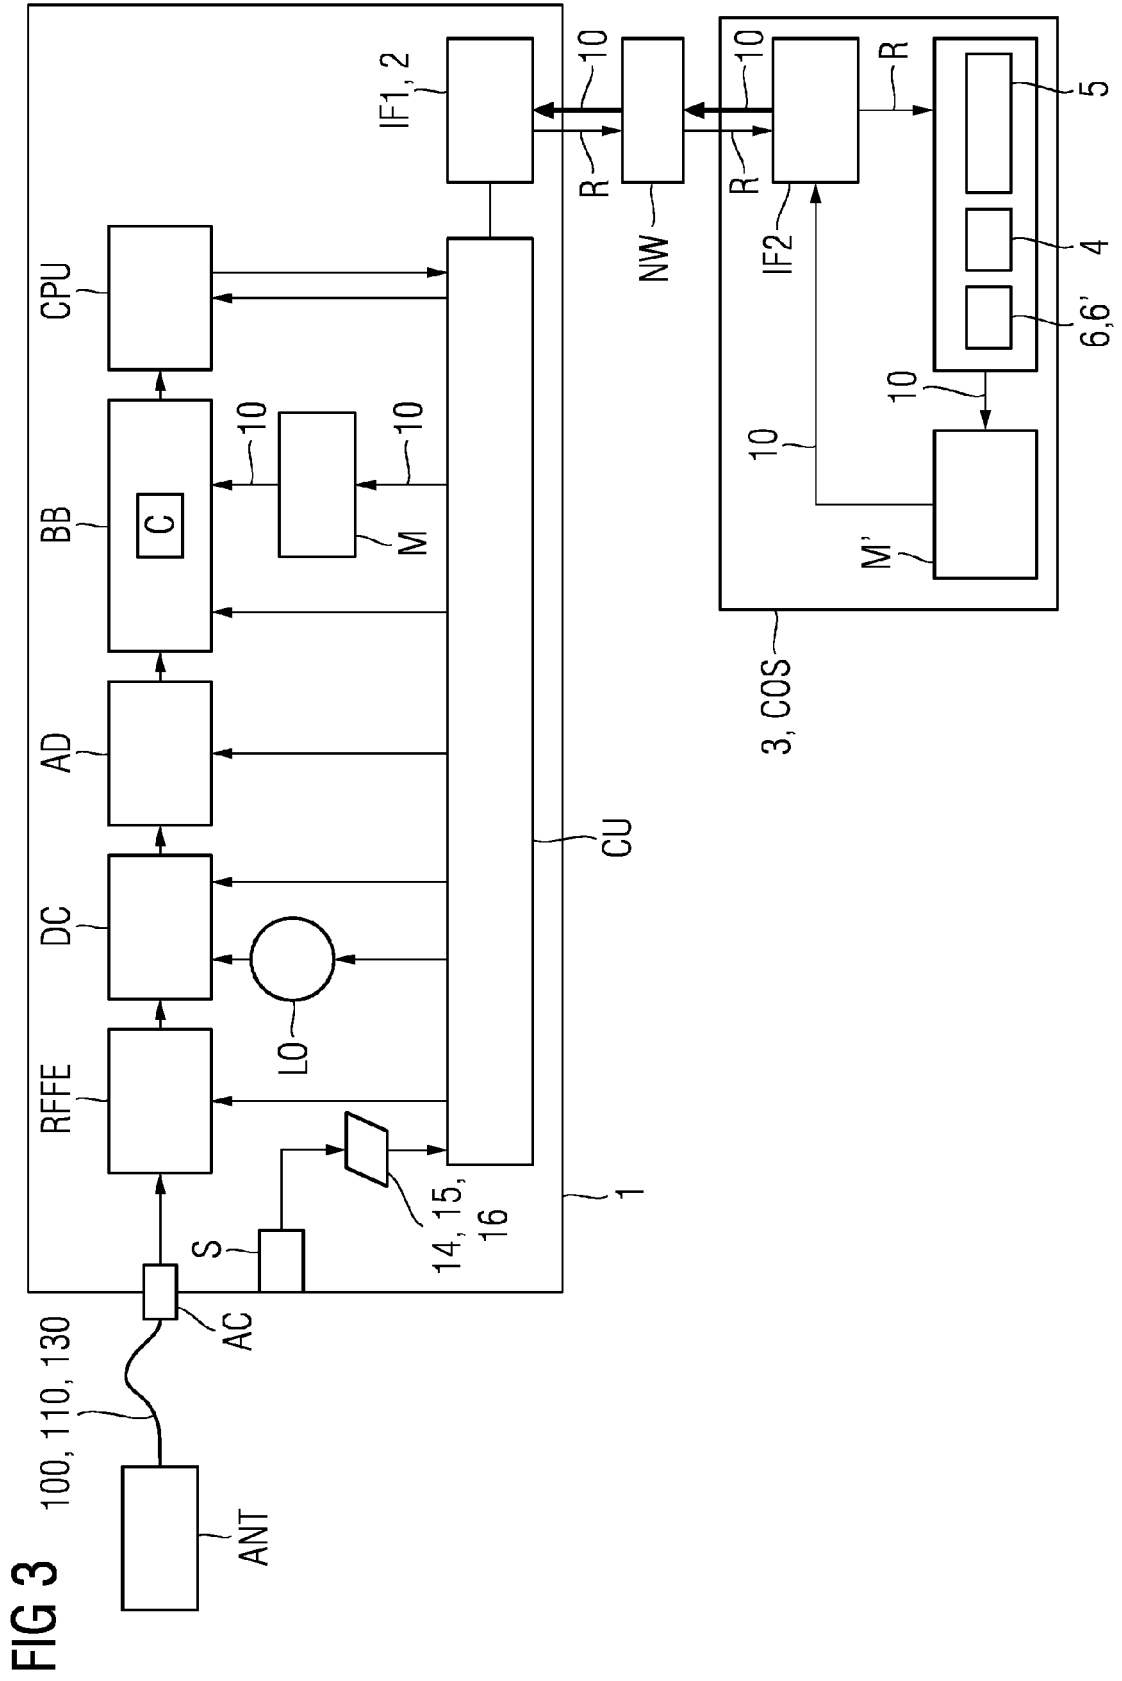 FIG 3
100, 110, 130
RFFE
DC
AD
BB
CPU
C
10
10
IF1, 2
S
LO
M
ANT
AC
14, 15,
16
1
CU
R
10
NW
R
10
3, COS
M'
10
IF2
R
10
6,6'
4
5